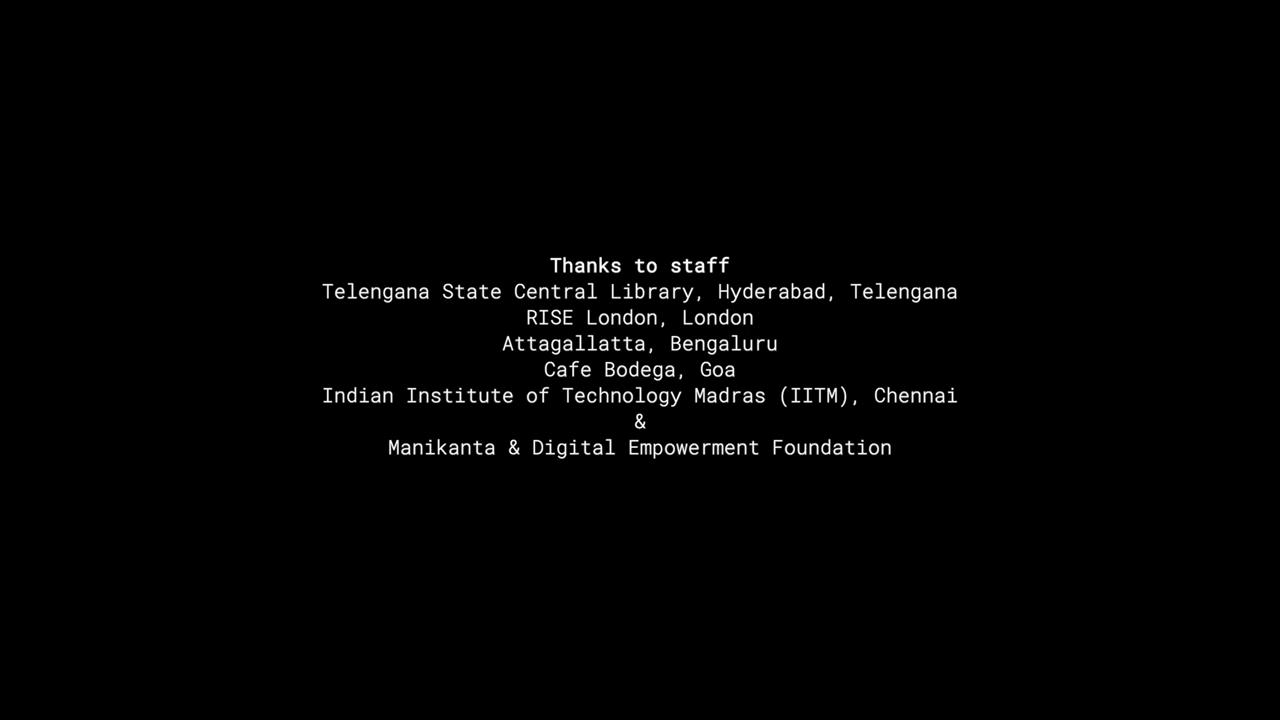 Thanks to staff
Telengana State Central Library, Hyderabad, Telengana
RISE London, London
Attagallatta, Bengaluru
Cafe Bodega, Goa
Indian Institute of Technology Madras (IITM), Chennai
&
Manikanta & Digital Empowerment Foundation